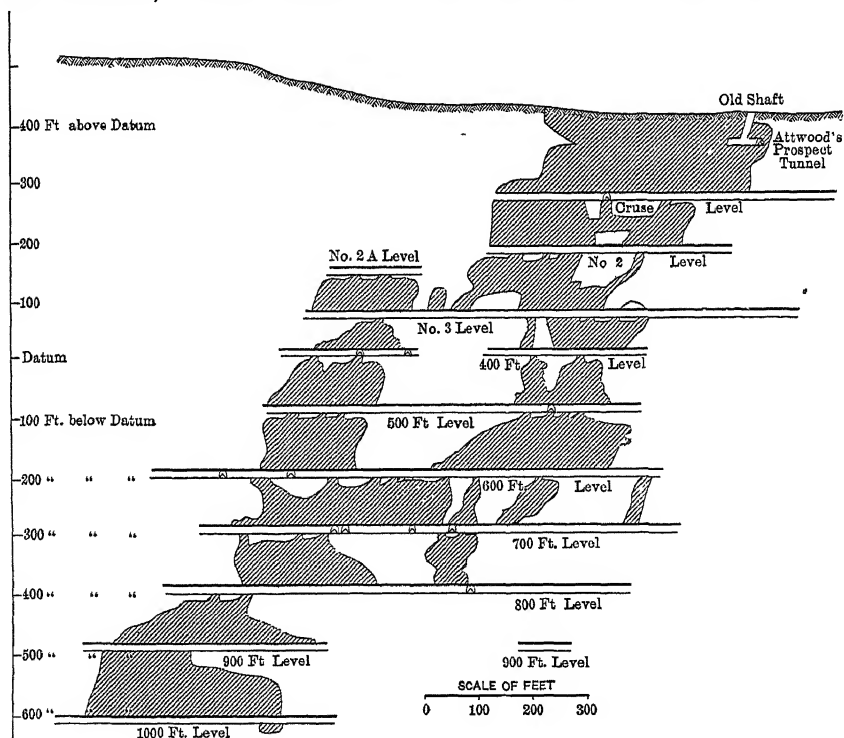 Old Shaft
400 Ft above Datum
Attwood's
Prospect
Tunnel
300
Cruse Level
200
No. 2 A Level
No 2 Level
100
No. 3 Level
Datum
400 Ft Level
100 Ft. below Datum
500 Ft Level
200 “ “ “
600 Ft. Level
300 “ “ “
700 Ft. Level
400 “ “ “
800 Ft Level
500 “ “ “
900 Ft Level
900 Ft. Level
SCALE OF FEET
0 100 200 300
600 “ “ “
1000 Ft. Level